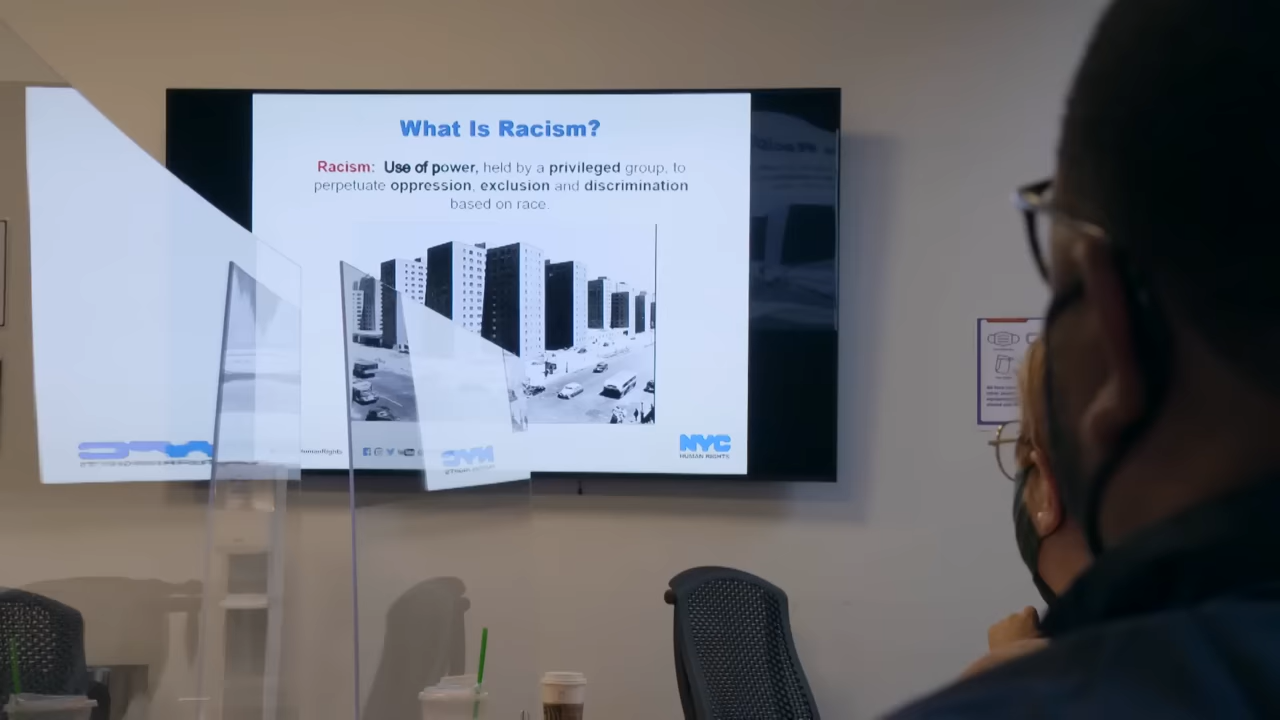 What Is Racism?
Racism: Use of power, held by a privileged group, to
perpetuate oppression, exclusion and discrimination
based on race.
NYC
HUMAN RIGHTS